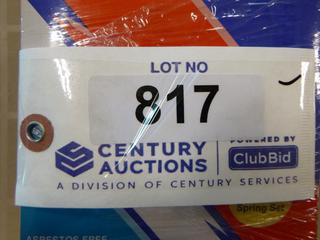 LOT NO
817
CENTURY
AUCTIONS
POWERED BY
ClubBid
A DIVISION OF CENTURY SERVICES
Spring Set
ASBESTOS FREE